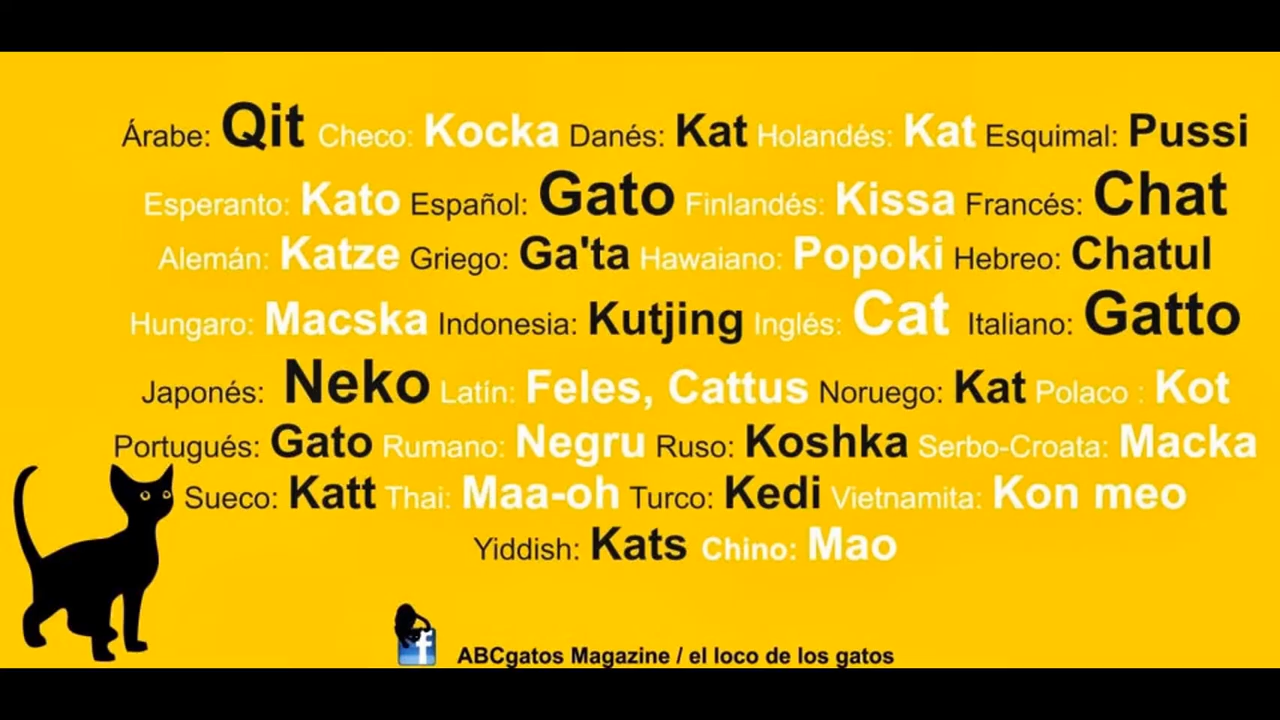 Árabe: Qit Checo: Kocka Danés: Kat Holandés: Kat Esquimal: Pussi
Esperanto: Kato Español: Gato Finlandés: Kissa Francés: Chat
Alemán: Katze Griego: Ga'ta Hawaiano: Popoki Hebreo: Chatul
Hungaro: Macska Indonesia: Kutjing Inglés: Cat Italiano: Gatto
Japonés: Neko Latín: Feles, Cattus Noruego: Kat Polaco : Kot
Portugués: Gato Rumano: Negru Ruso: Koshka Serbo-Croata: Macka
Sueco: Katt Thai: Maa-oh Turco: Kedi Vietnamita: Kon meo
Yiddish: Kats Chino: Mao
f ABCgatos Magazine / el loco de los gatos